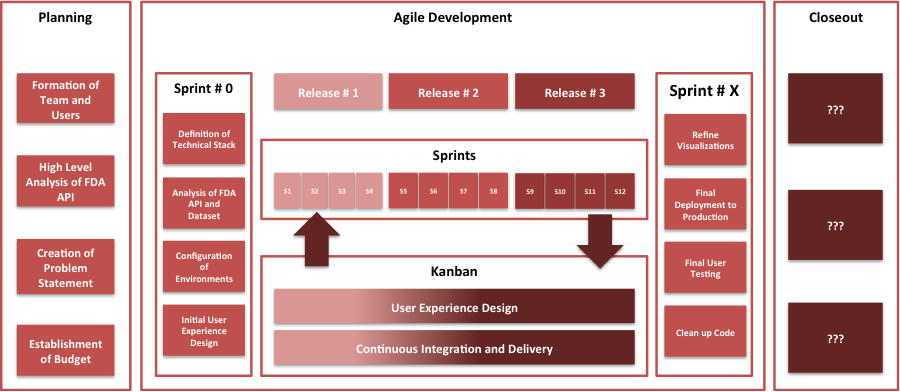 Planning
Formation of
Team and
Users
High Level
Analysis of FDA
API
Creation of
Problem
Statement
Establishment
of Budget
Agile Development
Sprint # 0
Definition of
Technical Stack
Analysis of FDA
API and
Dataset
Configuration
of
Environments
Initial User
Experience
Design
Release # 1
Release # 2
Release # 3
Sprints
S1 S2 S3 S4 S5 S6 S7 S8 S9 S10 S11 S12
Kanban
User Experience Design
Continuous Integration and Delivery
Sprint # X
Refine
Visualizations
Final
Deployment to
Production
Final User
Testing
Clean up Code
Closeout
???
???
???